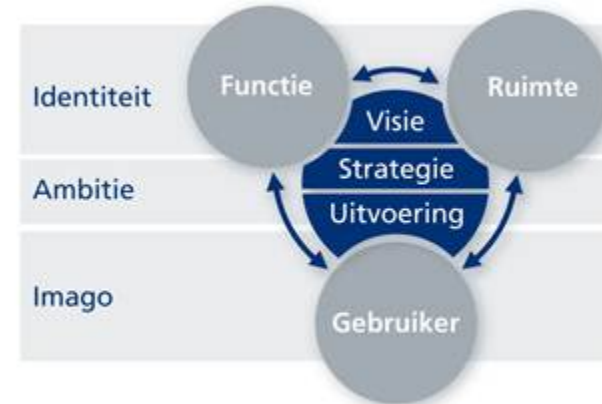 Functie
Ruimte
Identiteit
Visie
Strategie
Ambitie
Uitvoering
Imago
Gebruiker